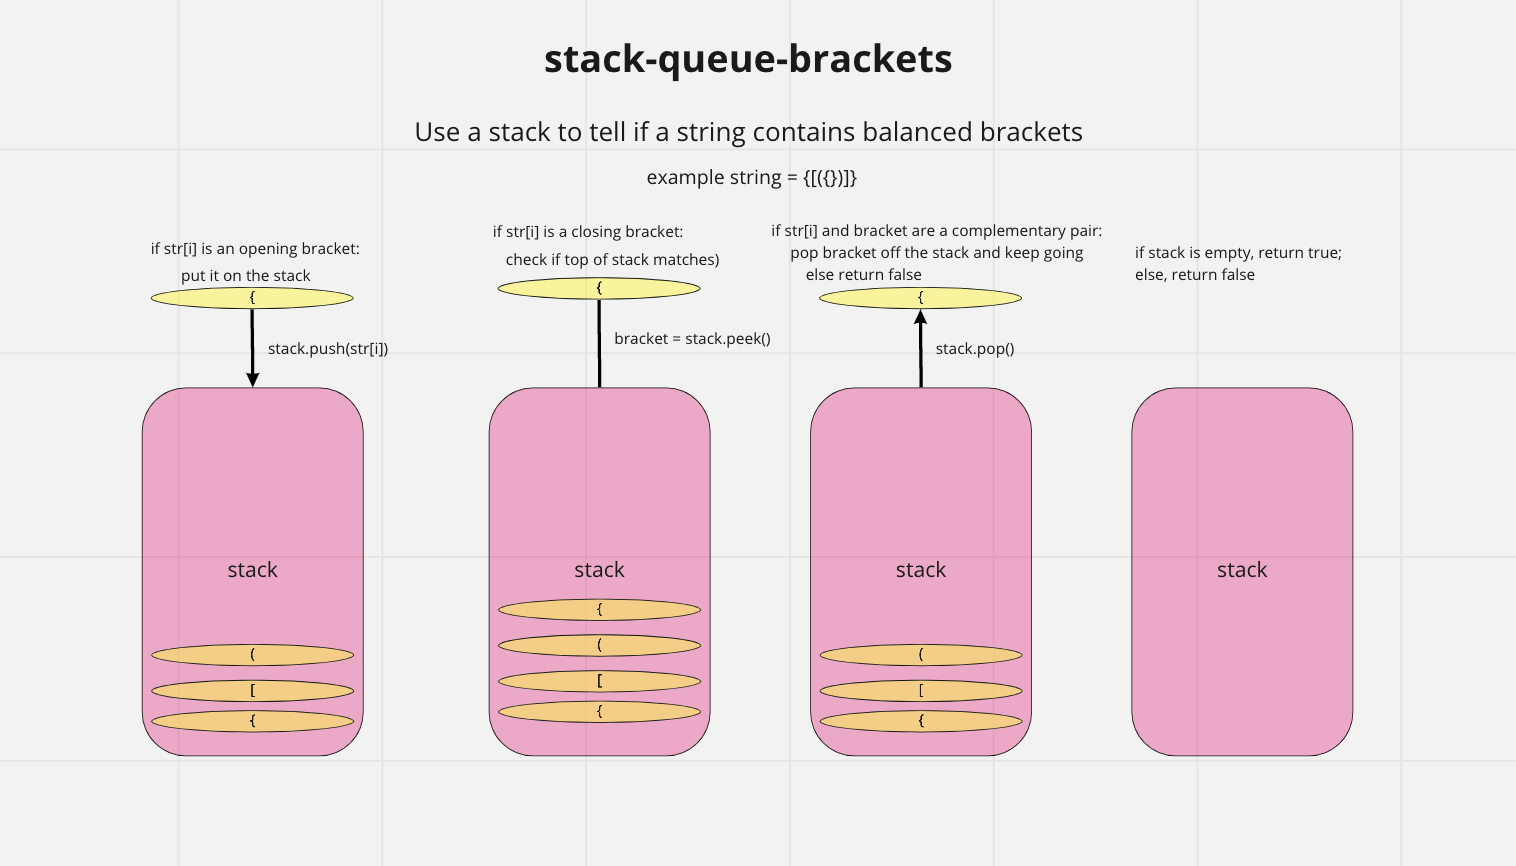 stack-queue-brackets
Use a stack to tell if a string contains balanced brackets
example string = {[({})]}
if str[i] is an opening bracket:
put it on the stack
{
stack.push(str[i])
stack
(
[
{
if str[i] is a closing bracket:
check if top of stack matches)
{
bracket = stack.peek()
stack
{
(
[
{
if str[i] and bracket are a complementary pair:
pop bracket off the stack and keep going
else return false
{
stack.pop()
stack
(
[
{
if stack is empty, return true;
else, return false
stack